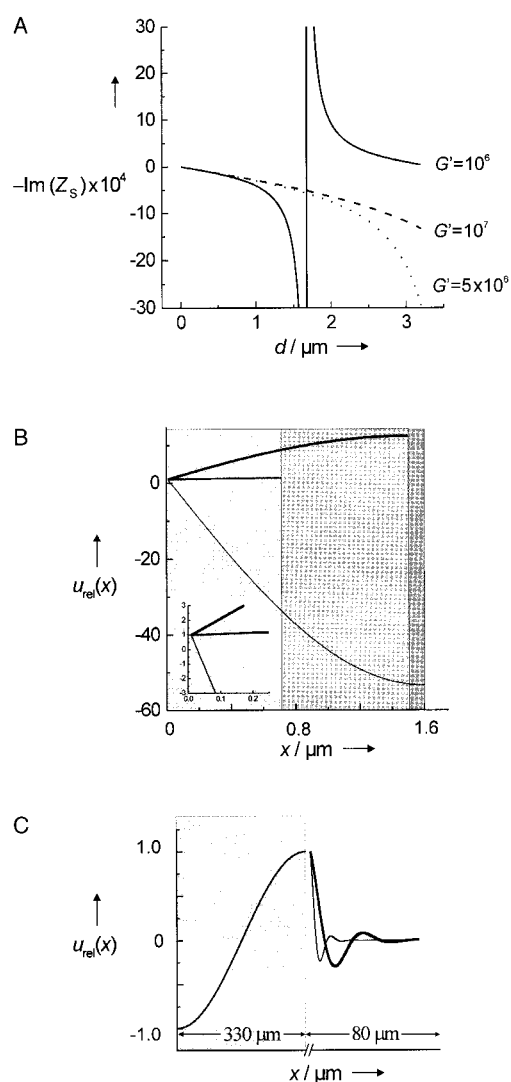 A
30
20
10
0
-10
-20
-30
–Im (Z_S) x10^4
G'=10^6
G'=10^7
G'=5x10^6
0 1 2 3
d / µm
B
0
-20
-40
-60
u_rel(x)
3
2
1
0
-1
-2
-3
0.0 0.1 0.2
0 0.8 1.6
x / µm
C
1.0
0
-1.0
u_rel(x)
330 µm 80 µm
x / µm